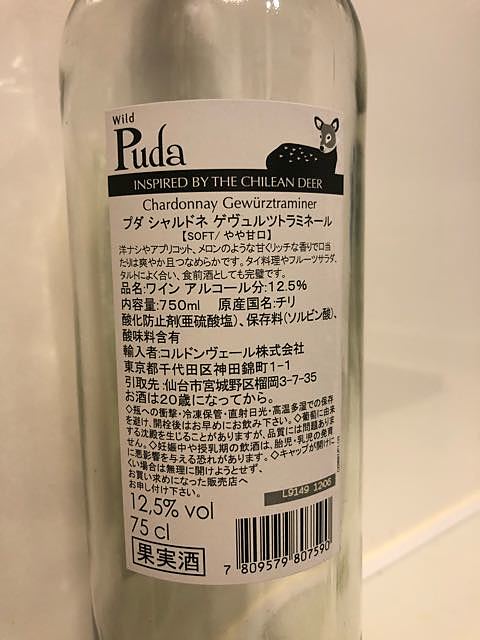 Wild
Puda
INSPIRED BY THE CHILEAN DEER
Chardonnay Gewürztraminer
プダ シャルドネ ゲヴュルツトラミネール
【SOFT/ やや甘口】
洋ナシやアプリコット、メロンのような甘くリッチな香りで口当
たりは爽やか且つなめらかです。タイ料理やフルーツサラダ、
タルトによく合い、食前酒としても完璧です。
品名:ワイン アルコール分:12.5%
内容量:750ml 原産国名:チリ
酸化防止剤(亜硫酸塩)、保存料(ソルビン酸)、
酸味料含有
輸入者:コルドンヴェール株式会社
東京都千代田区神田錦町1-1
引取先:仙台市宮城野区榴岡3-7-35
お酒は20歳になってから。
◇瓶への衝撃・冷凍保管・直射日光・高温多湿での保存
を避け、開栓後はお早めにお飲み下さい。◇葡萄に由来
する沈殿を生じることがありますが、品質には問題ありま
せん。◇妊娠中や授乳期の飲酒は、胎児・乳児の発育
に悪影響を与える恐れがあります。◇キャップが開けに
くい場合は無理に開けようとせず、
お買い求めになった販売店へ
お申し付け下さい。
L9149 1206
12,5% vol
75 cl
果実酒
7 809579 807590